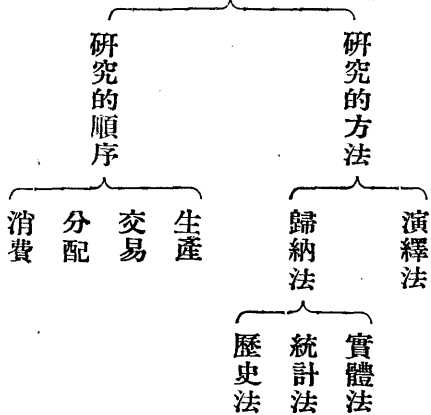 研究的方法
演繹法
歸納法
實體法
統計法
歷史法
研究的順序
生產
交易
分配
消費